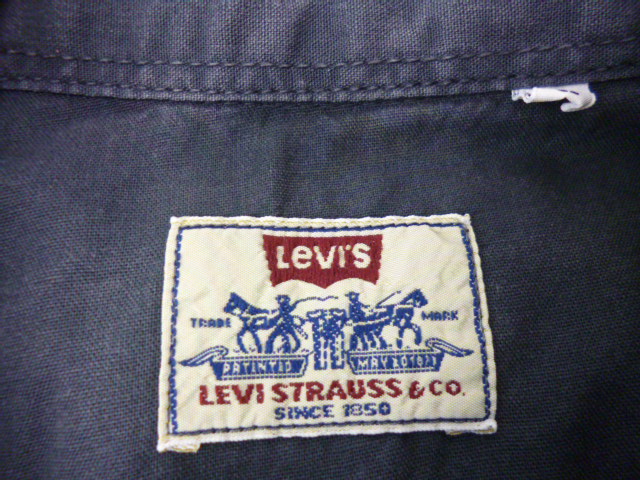 Levi's
TRADE MARK
PATENTED MAY 20 1873
LEVI STRAUSS & CO.
SINCE 1850